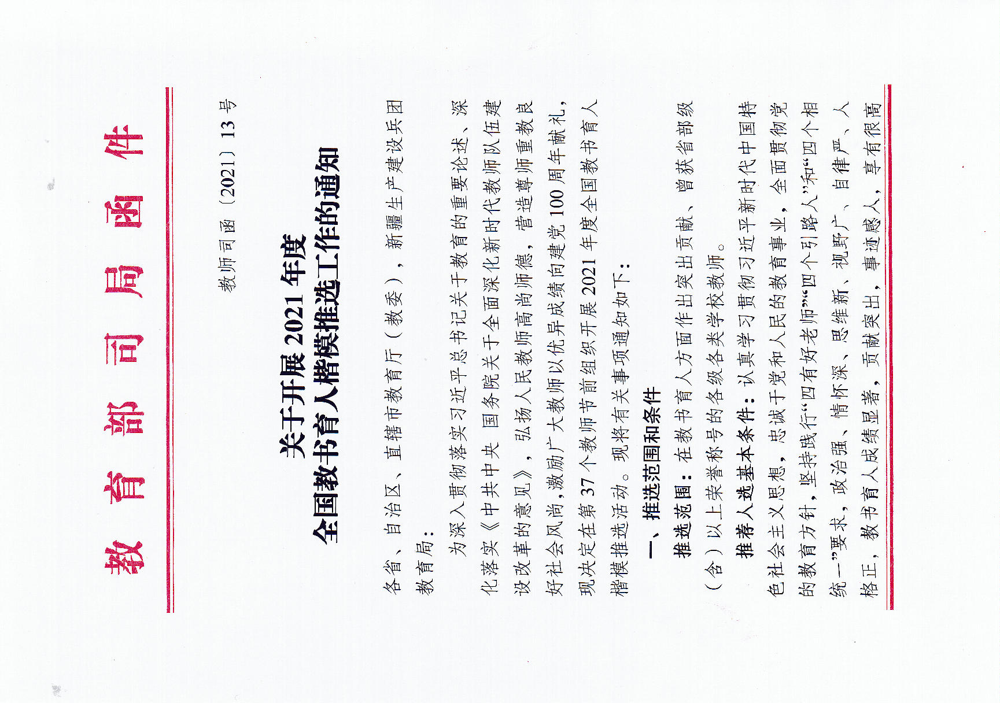 教育部司局函件
教师司函〔2021〕13号
关于开展2021年度
全国教书育人楷模推选工作的通知
各省、自治区、直辖市教育厅（教委），新疆生产建设兵团
教育局：
为深入贯彻落实习近平总书记关于教育的重要论述、深
化落实《中共中央 国务院关于全面深化新时代教师队伍建
设改革的意见》，弘扬人民教师高尚师德，营造尊师重教良
好社会风尚，激励广大教师以优异成绩向建党100周年献礼，
现决定在第37个教师节前组织开展2021年度全国教书育人
楷模推选活动。现将有关事项通知如下：
一、推选范围和条件
推选范围：在教书育人方面作出突出贡献、曾获省部级
（含）以上荣誉称号的各级各类学校教师。
推荐人选基本条件：认真学习贯彻习近平新时代中国特
色社会主义思想，忠诚于党和人民的教育事业，全面贯彻党
的教育方针，坚持践行“四有好老师”“四个引路人”和“四个相
统一”要求，政治强、情怀深、思维新、视野广、自律严、人
格正，教书育人成绩显著，贡献突出，事迹感人，享有很高